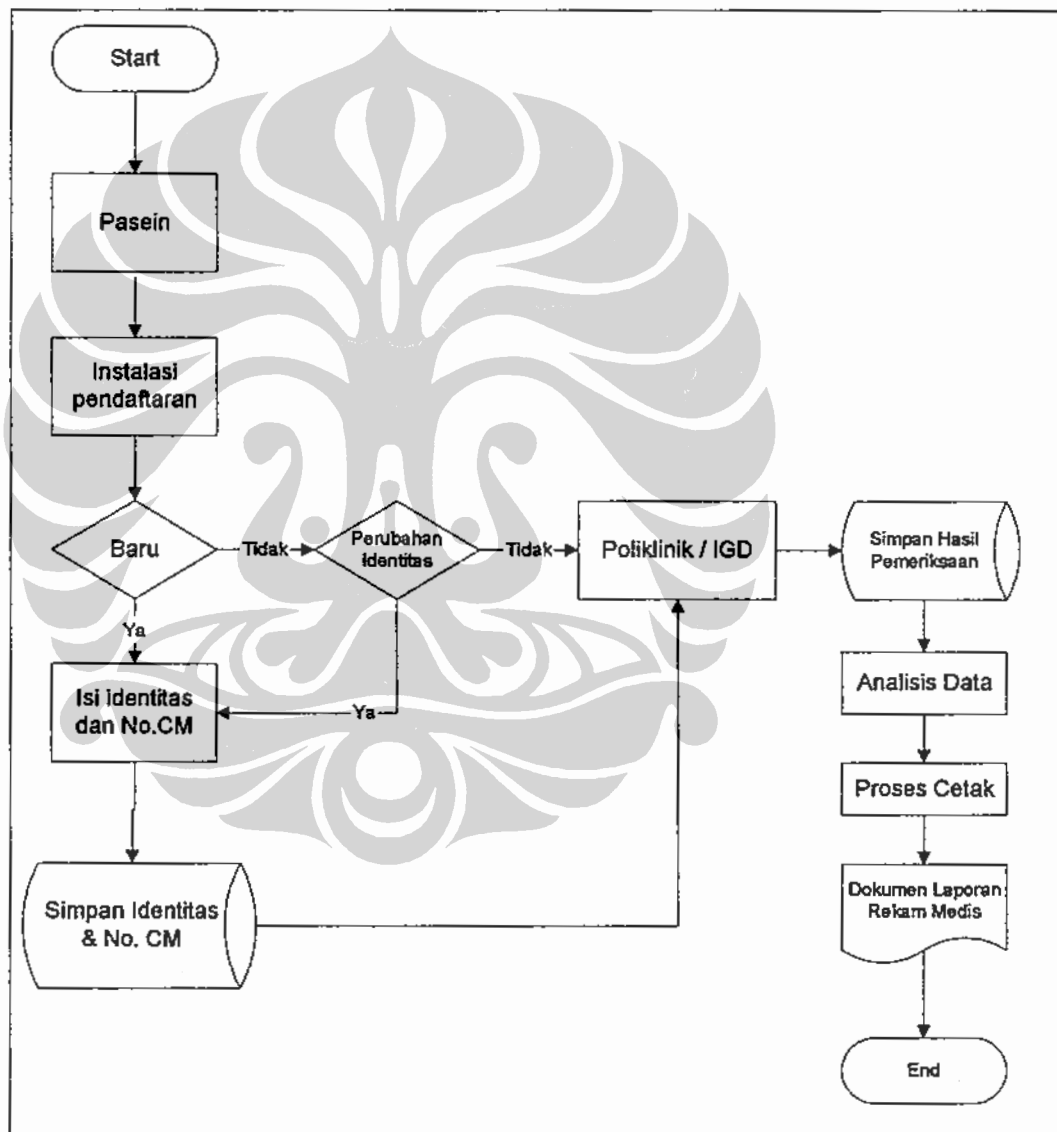 Start
Pasein
Instalasi
pendaftaran
Baru
Tidak
Perubahan
Identitas
Tidak
Poliklinik / IGD
Simpan Hasil
Pemeriksaan
Ya
Isi identitas
dan No.CM
Ya
Analisis Data
Proses Cetak
Simpan Identitas
& No. CM
Dokumen Laporan
Rekam Medis
End